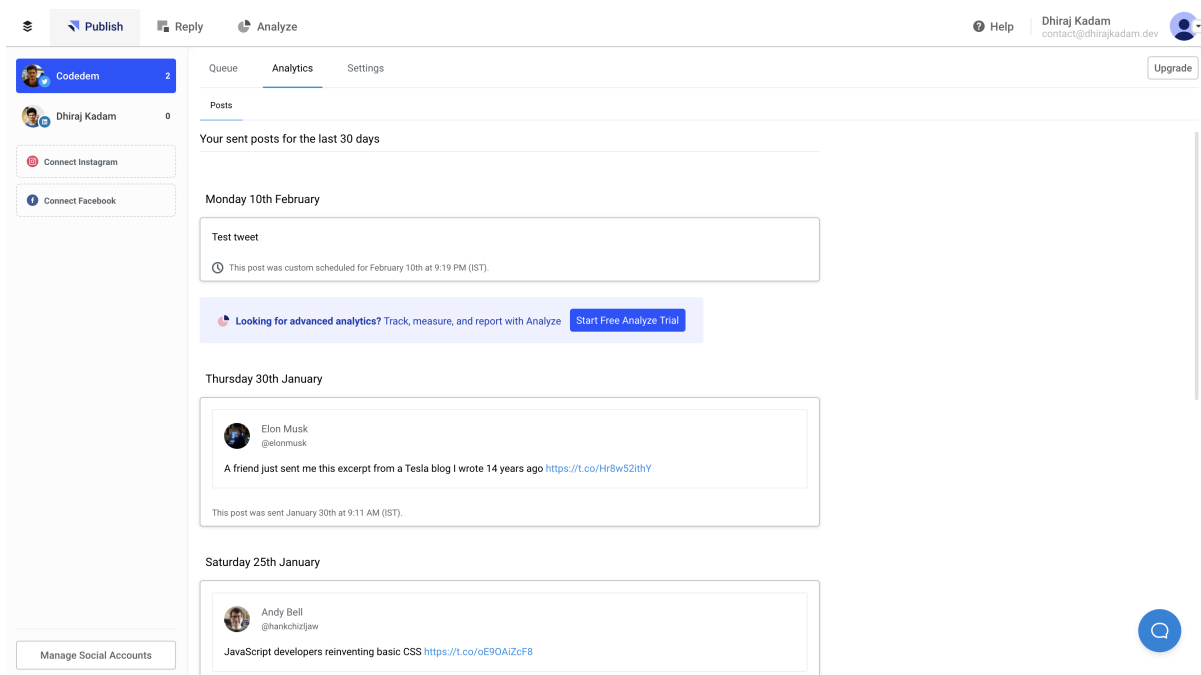 Publish
Reply
Analyze
Help
Dhiraj Kadam
contact@dhirajkadam.dev
Codedem 2
Dhiraj Kadam 0
Connect Instagram
Connect Facebook
Manage Social Accounts
Queue Analytics Settings
Upgrade
Posts
Your sent posts for the last 30 days
Monday 10th February
Test tweet
This post was custom scheduled for February 10th at 9:19 PM (IST).
Looking for advanced analytics? Track, measure, and report with Analyze
Start Free Analyze Trial
Thursday 30th January
Elon Musk
@elonmusk
A friend just sent me this excerpt from a Tesla blog I wrote 14 years ago https://t.co/Hr8w52ithY
This post was sent January 30th at 9:11 AM (IST).
Saturday 25th January
Andy Bell
@hankchizljaw
JavaScript developers reinventing basic CSS https://t.co/oE9OAiZcF8